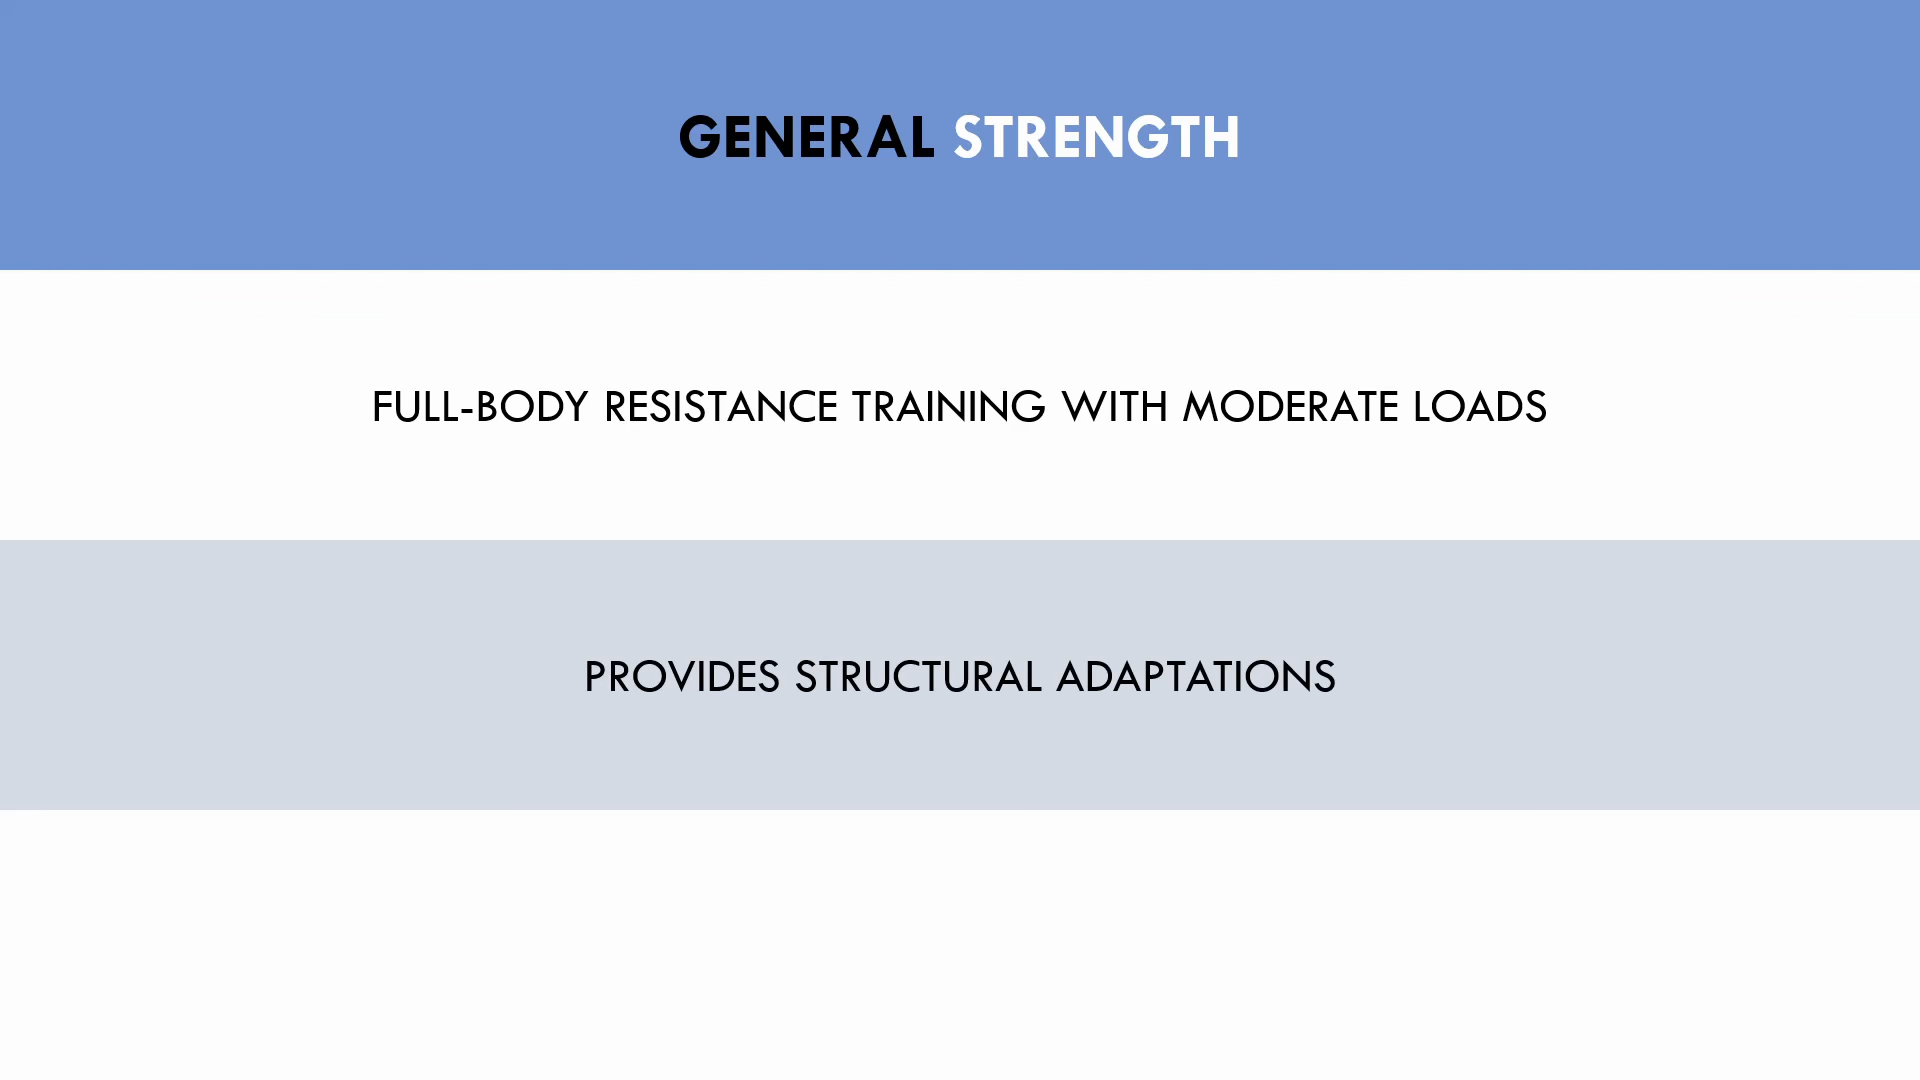 GENERAL STRENGTH
FULL-BODY RESISTANCE TRAINING WITH MODERATE LOADS
PROVIDES STRUCTURAL ADAPTATIONS